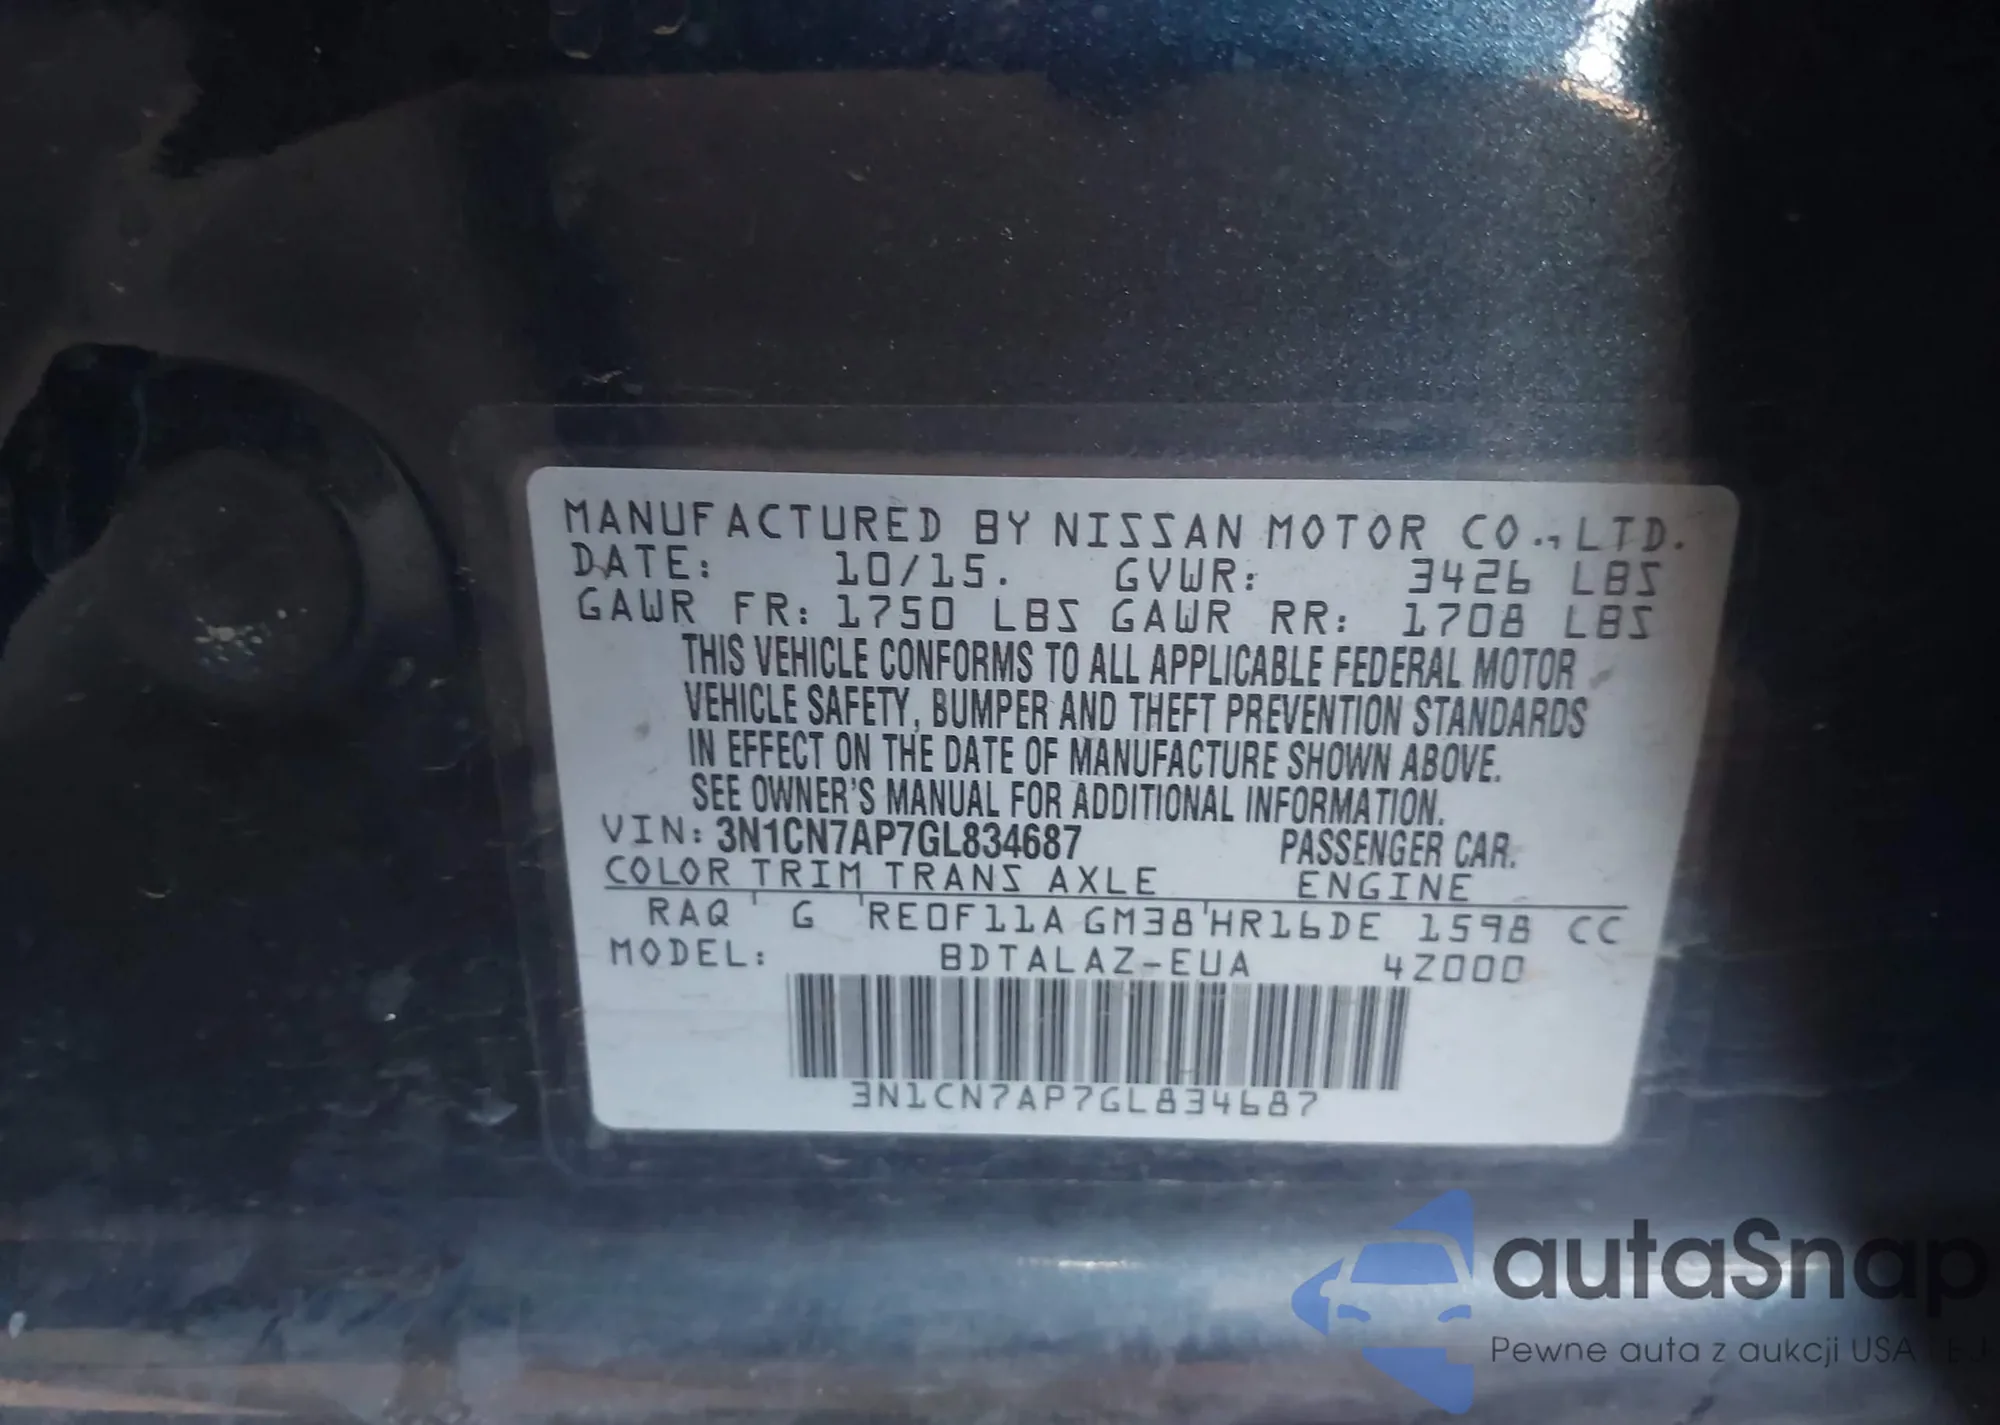 MANUFACTURED BY NISSAN MOTOR CO., LTD.
DATE: 10/15. GVWR: 3426 LBS
GAWR FR: 1750 LBS GAWR RR: 1708 LBS
THIS VEHICLE CONFORMS TO ALL APPLICABLE FEDERAL MOTOR
VEHICLE SAFETY, BUMPER AND THEFT PREVENTION STANDARDS
IN EFFECT ON THE DATE OF MANUFACTURE SHOWN ABOVE.
SEE OWNER'S MANUAL FOR ADDITIONAL INFORMATION.
VIN: 3N1CN7AP7GL834687 PASSENGER CAR.
COLOR TRIM TRANS AXLE ENGINE
RAQ G RE0F11A GM38 HR16DE 1598 CC
MODEL: BDTALAZ-EUA 4Z000
3N1CN7AP7GL834687
autaSnap
Pewne auta z aukcji USA i EU